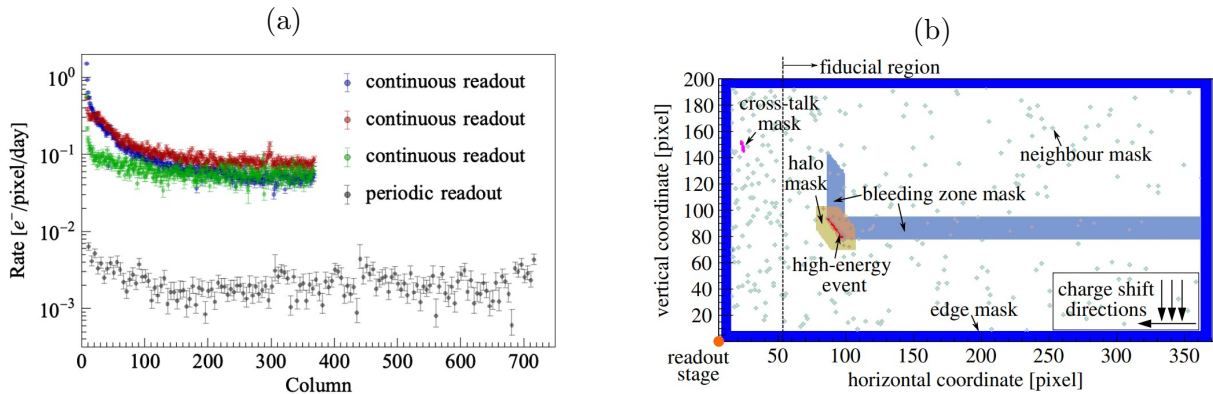 (a)
10⁰
10⁻¹
10⁻²
10⁻³
Rate [e⁻/pixel/day]
continuous readout
continuous readout
continuous readout
periodic readout
0 100 200 300 400 500 600 700
Column
(b)
fiducial region
200
180
160
140
120
100
80
60
40
20
0
vertical coordinate [pixel]
cross-talk
mask
neighbour mask
halo
mask
bleeding zone mask
high-energy
event
charge shift
directions
edge mask
readout
stage
50 100 150 200 250 300 350
horizontal coordinate [pixel]